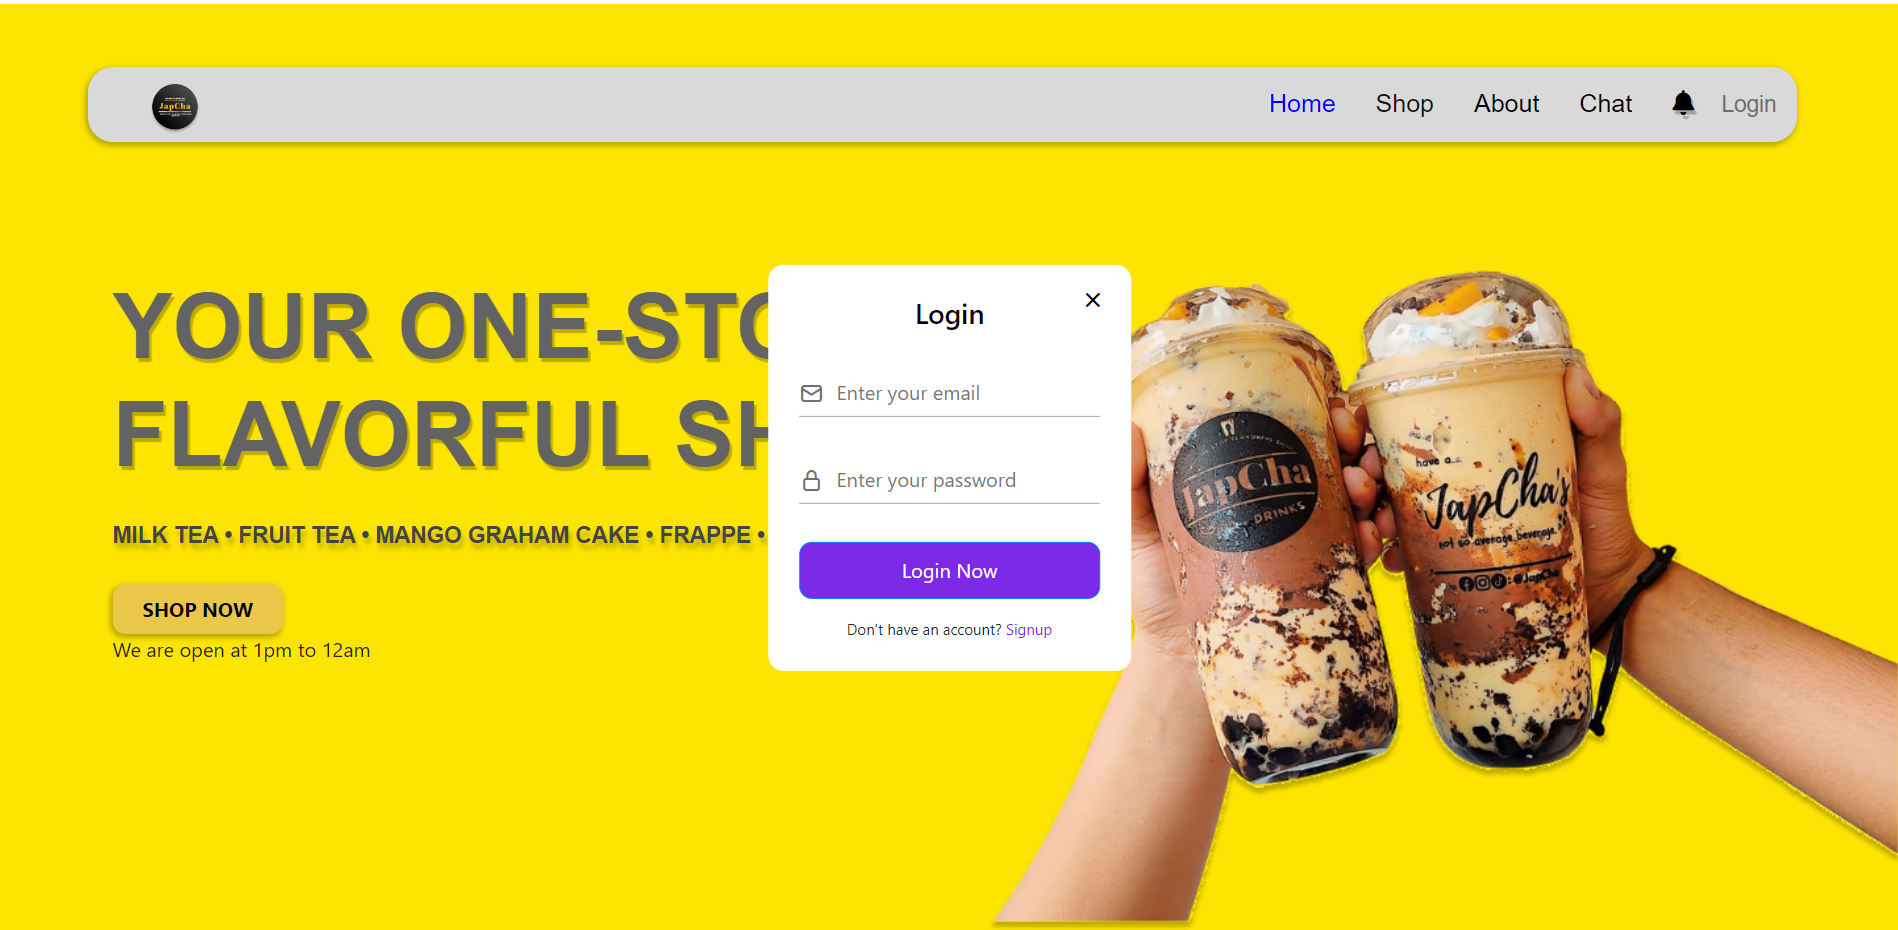 JapCha
Home Shop About Chat Login
YOUR ONE-STO
FLAVORFUL SH
MILK TEA • FRUIT TEA • MANGO GRAHAM CAKE • FRAPPE •
SHOP NOW
We are open at 1pm to 12am
Login
Enter your email
Enter your password
Login Now
Don't have an account? Signup
JapCha
DRINKS
have a
JapCha's
not so average beverage.
: @JapCha